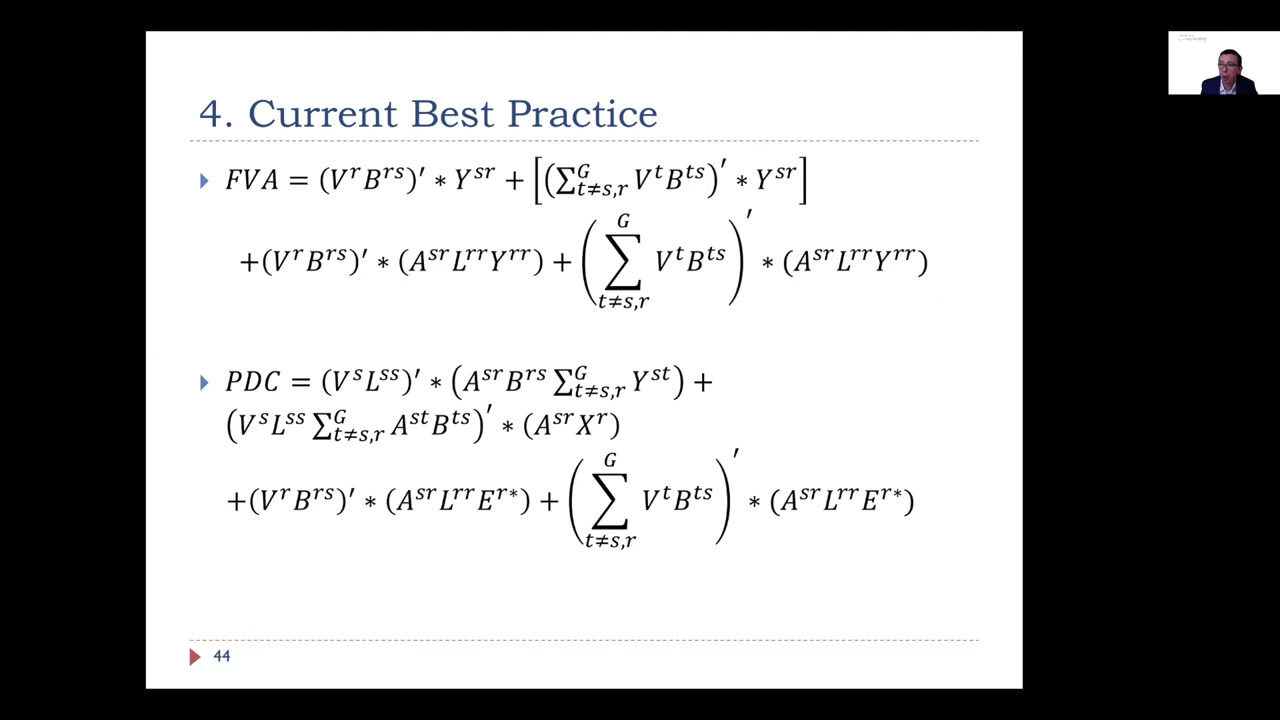 4. Current Best Practice
FVA = (V^r B^{rs})′ * Y^{sr} + [(∑_{t≠s,r}^G V^t B^{ts})′ * Y^{sr}]
+(V^r B^{rs})′ * (A^{sr} L^{rr} Y^{rr}) + (∑_{t≠s,r}^G V^t B^{ts})′ * (A^{sr} L^{rr} Y^{rr})
PDC = (V^s L^{ss})′ * (A^{sr} B^{rs} ∑_{t≠s,r}^G Y^{st}) +
(V^s L^{ss} ∑_{t≠s,r}^G A^{st} B^{ts})′ * (A^{sr} X^r)
+(V^r B^{rs})′ * (A^{sr} L^{rr} E^{r*}) + (∑_{t≠s,r}^G V^t B^{ts})′ * (A^{sr} L^{rr} E^{r*})
44